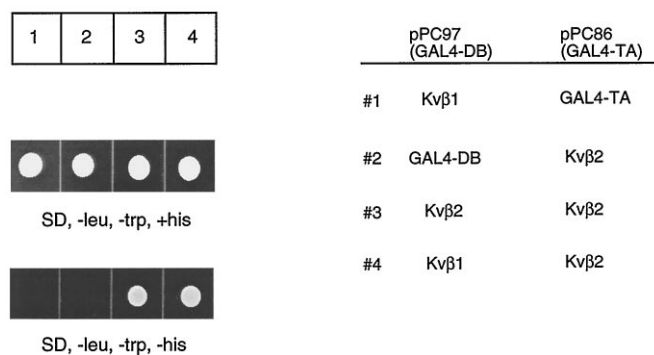 1 2 3 4
pPC97 pPC86
(GAL4-DB) (GAL4-TA)
#1 Kvβ1 GAL4-TA
#2 GAL4-DB Kvβ2
#3 Kvβ2 Kvβ2
#4 Kvβ1 Kvβ2
SD, -leu, -trp, +his
SD, -leu, -trp, -his